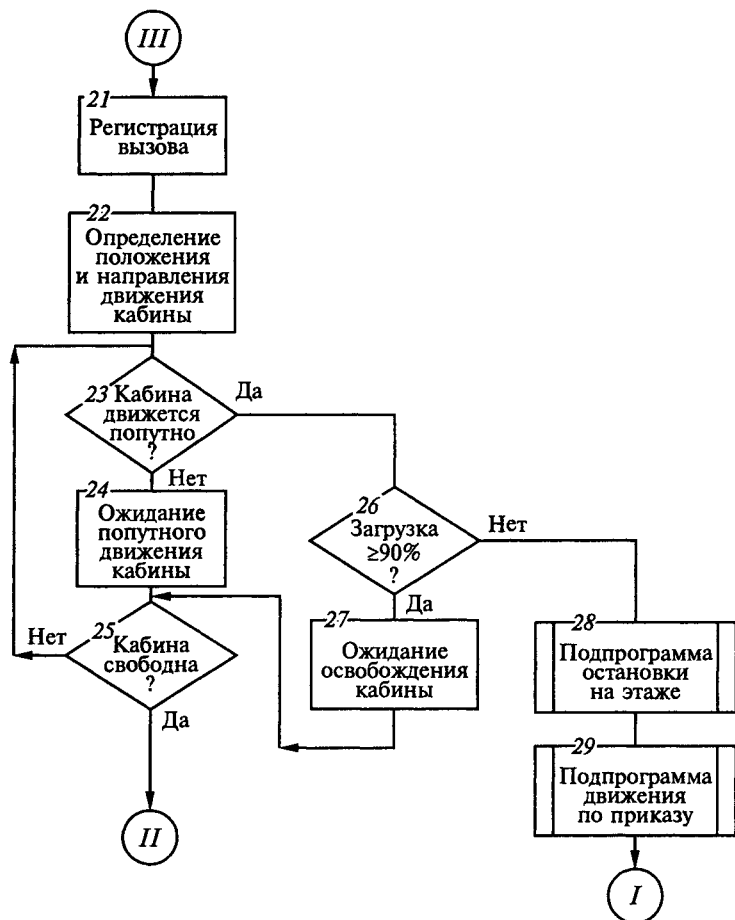 III
21
Регистрация
вызова
22
Определение
положения
и направления
движения
кабины
23 Кабина
движется
попутно
?
Да
Нет
24
Ожидание
попутного
движения
кабины
25
Кабина
свободна
?
Нет
Да
II
26
Загрузка
≥90%
?
Нет
Да
27
Ожидание
освобождения
кабины
28
Подпрограмма
остановки
на этаже
29
Подпрограмма
движения
по приказу
I